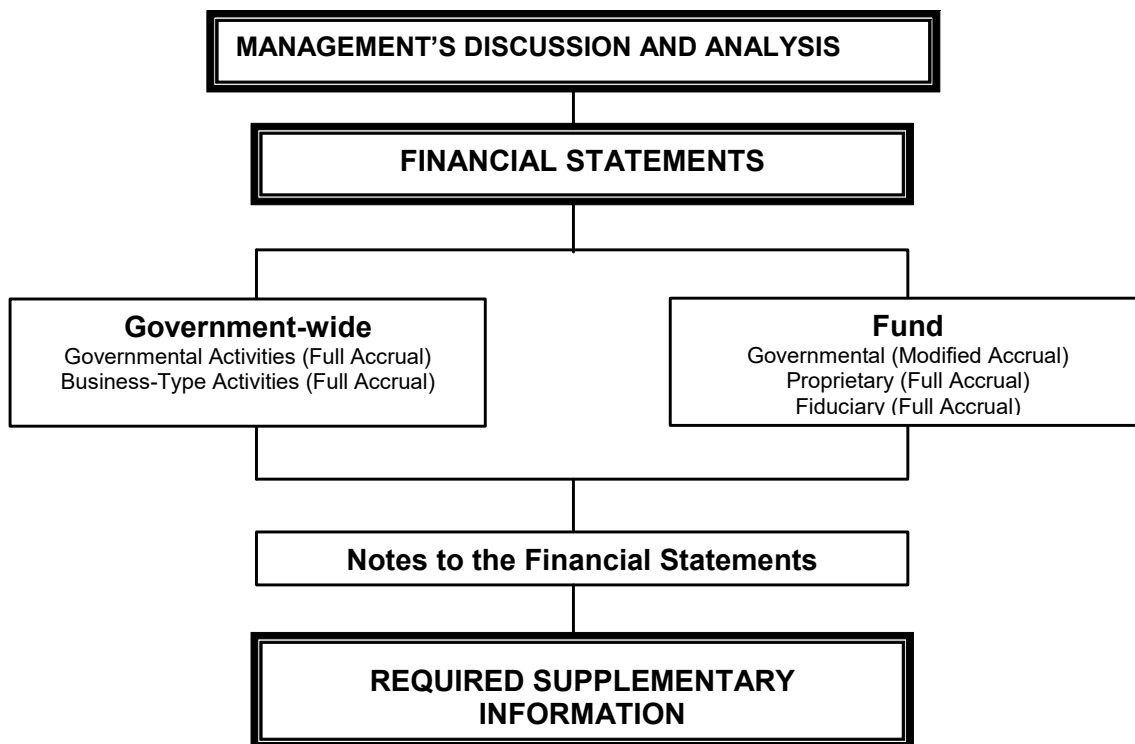 MANAGEMENT’S DISCUSSION AND ANALYSIS
FINANCIAL STATEMENTS
Government-wide
Governmental Activities (Full Accrual)
Business-Type Activities (Full Accrual)
Fund
Governmental (Modified Accrual)
Proprietary (Full Accrual)
Fiduciary (Full Accrual)
Notes to the Financial Statements
REQUIRED SUPPLEMENTARY
INFORMATION